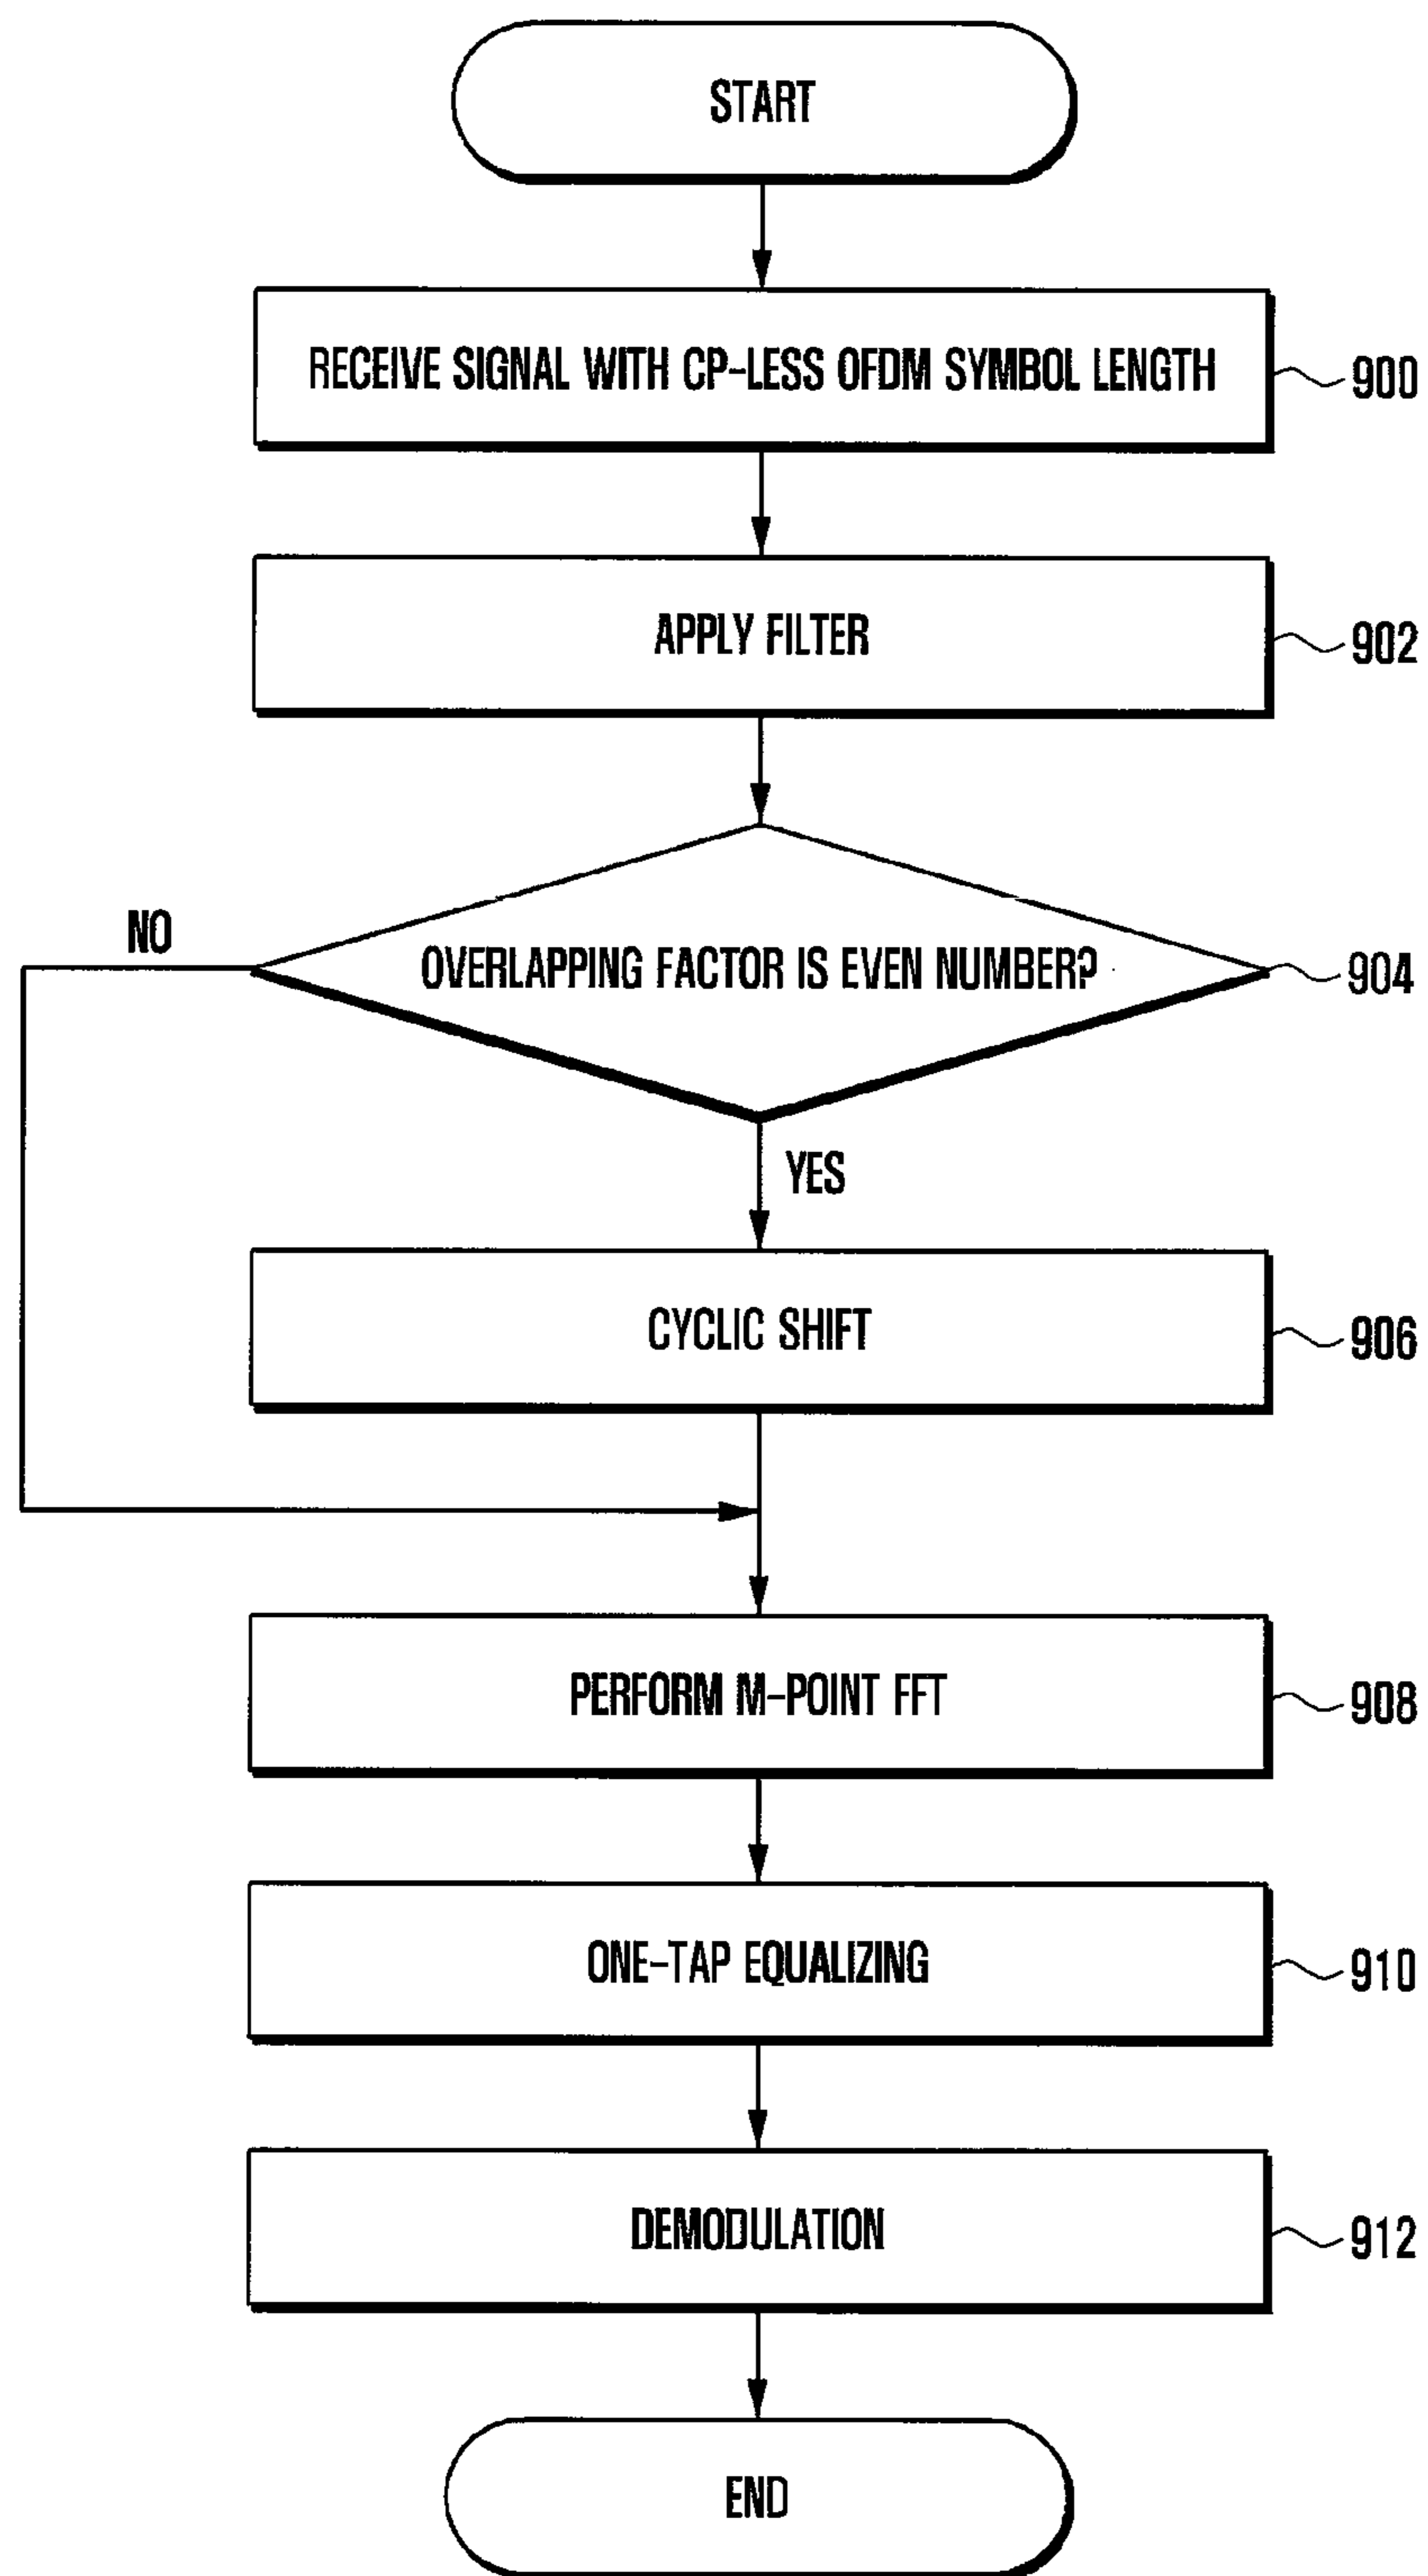 START
RECEIVE SIGNAL WITH CP-LESS OFDM SYMBOL LENGTH
900
APPLY FILTER
902
NO
OVERLAPPING FACTOR IS EVEN NUMBER?
904
YES
CYCLIC SHIFT
906
PERFORM M-POINT FFT
908
ONE-TAP EQUALIZING
910
DEMODULATION
912
END